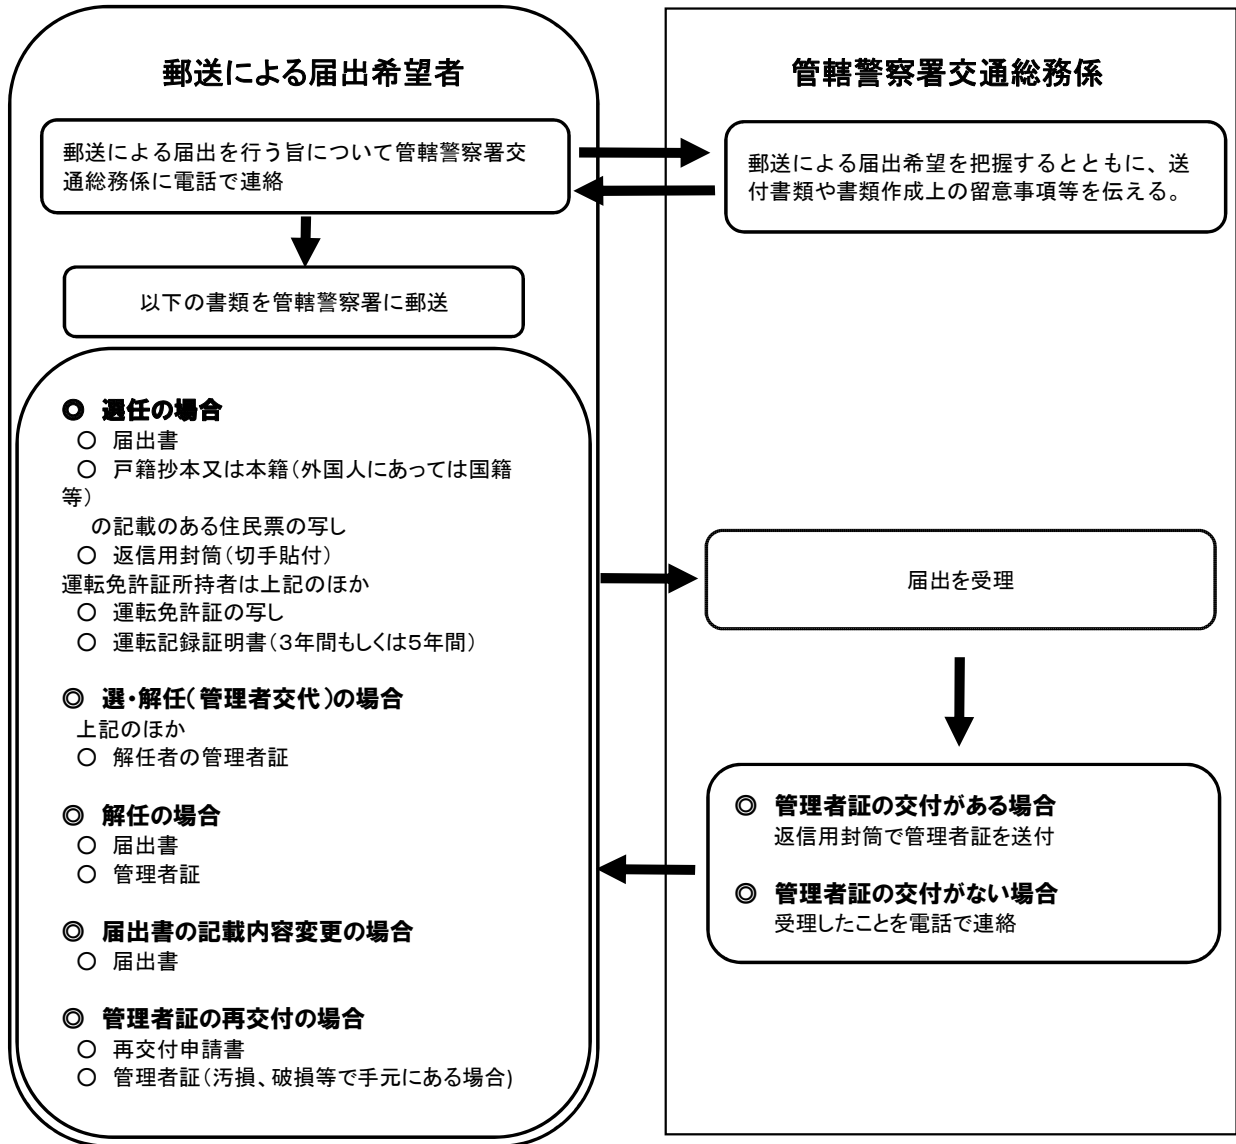 郵送による届出希望者
郵送による届出を行う旨について管轄警察署交
通総務係に電話で連絡
以下の書類を管轄警察署に郵送
◎ 選任の場合
○ 届出書
○ 戸籍抄本又は本籍(外国人にあっては国籍
等)
の記載のある住民票の写し
○ 返信用封筒(切手貼付)
運転免許証所持者は上記のほか
○ 運転免許証の写し
○ 運転記録証明書(3年間もしくは5年間)
◎ 選・解任(管理者交代)の場合
上記のほか
○ 解任者の管理者証
◎ 解任の場合
○ 届出書
○ 管理者証
◎ 届出書の記載内容変更の場合
○ 届出書
◎ 管理者証の再交付の場合
○ 再交付申請書
○ 管理者証(汚損、破損等で手元にある場合)
管轄警察署交通総務係
郵送による届出希望を把握するとともに、送
付書類や書類作成上の留意事項等を伝える。
届出を受理
◎ 管理者証の交付がある場合
返信用封筒で管理者証を送付
◎ 管理者証の交付がない場合
受理したことを電話で連絡